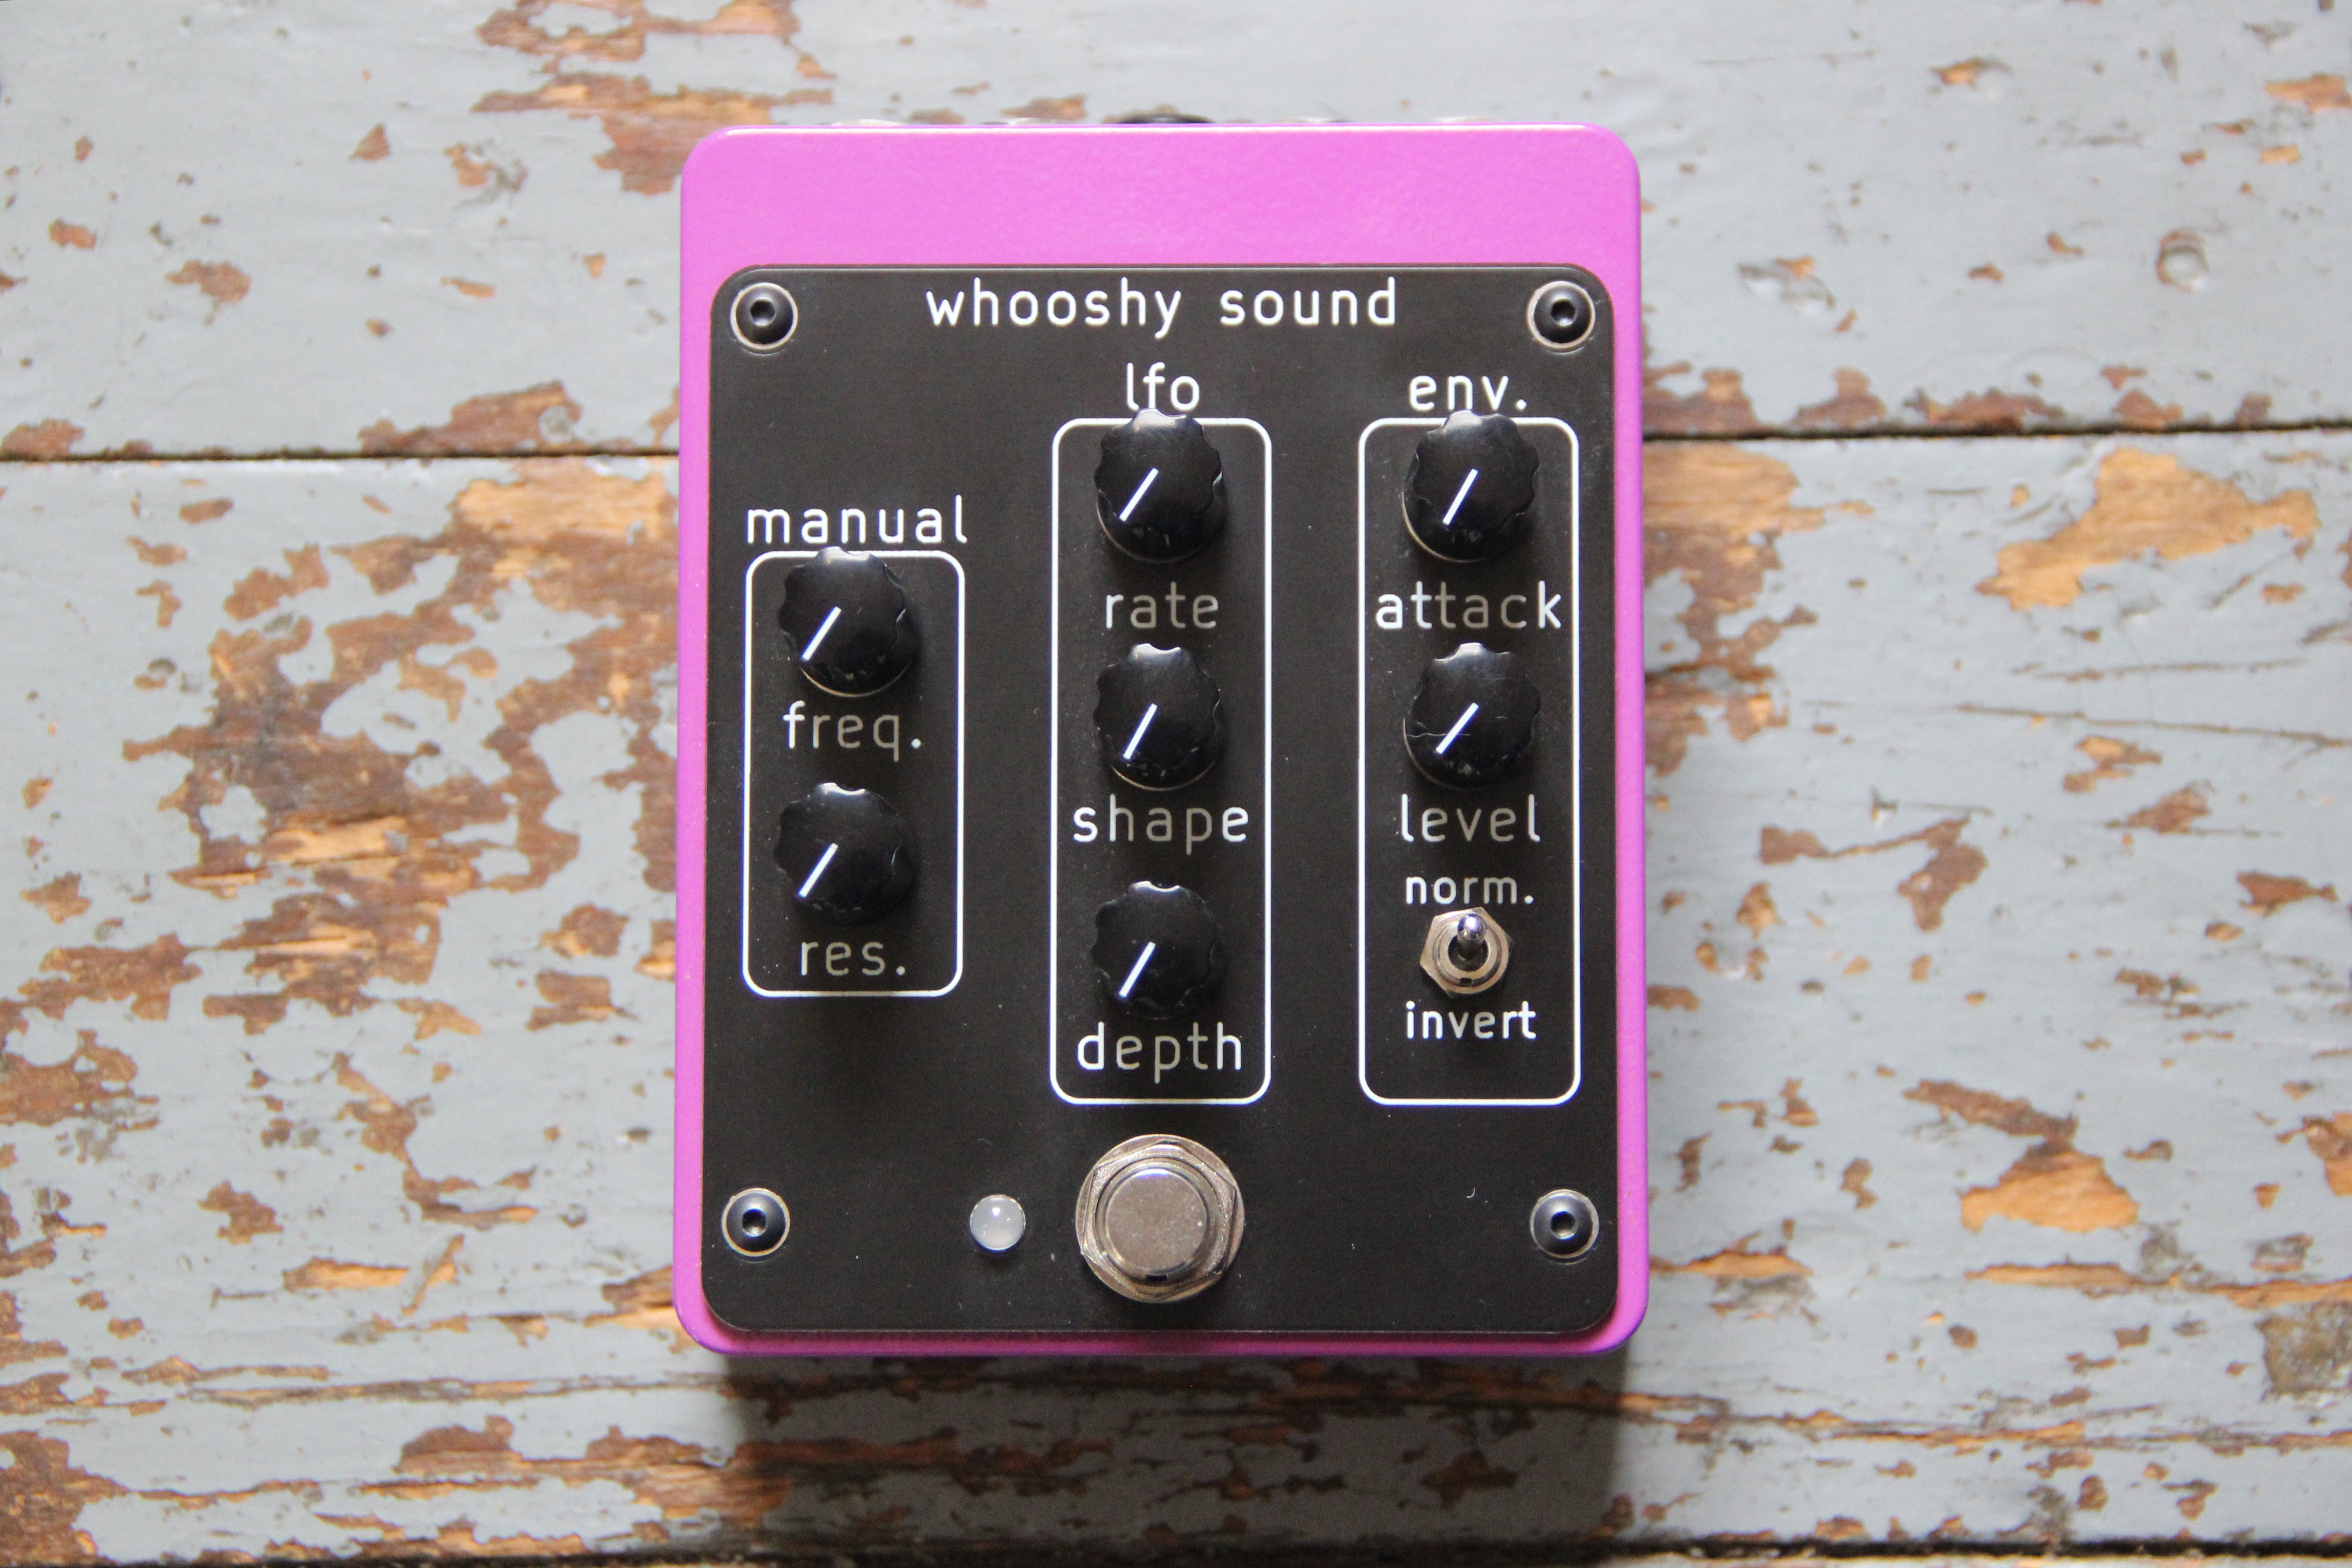 whooshy sound
manual
freq.
res.
lfo
rate
shape
depth
env.
attack
level
norm.
invert